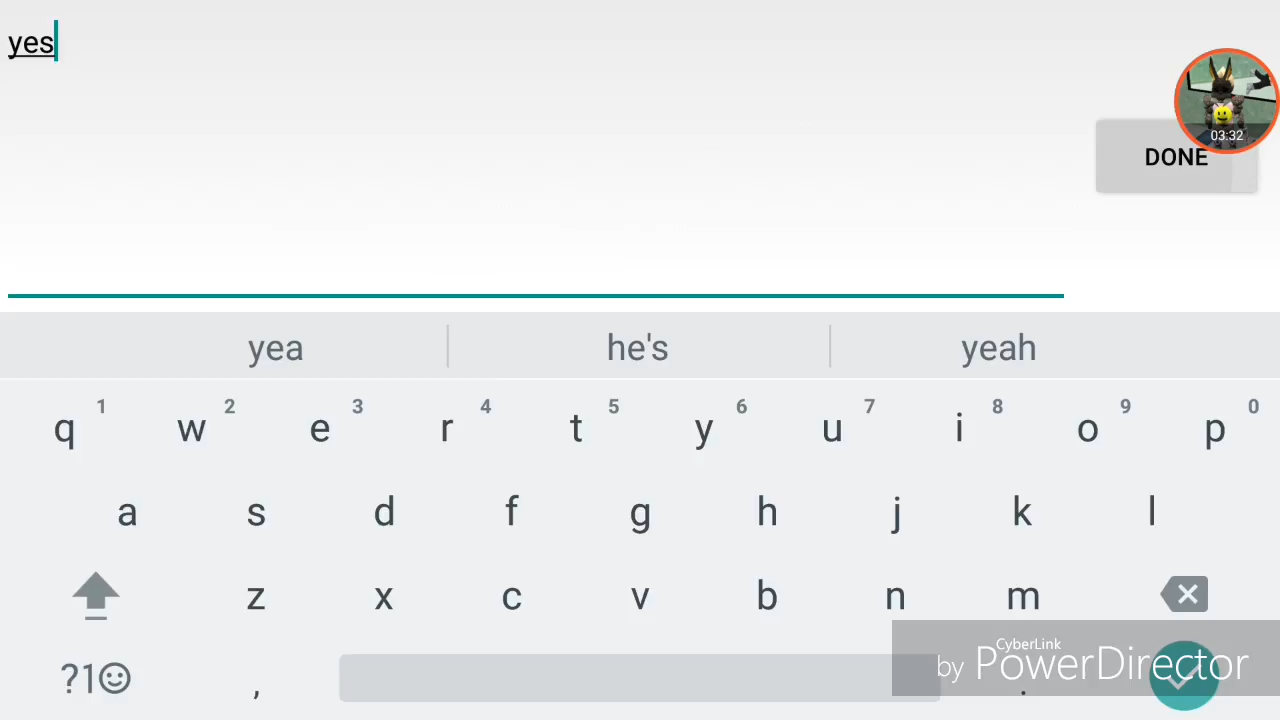 yes
03:32
DONE
yea he's yeah
1 2 3 4 5 6 7 8 9 0
q w e r t y u i o p
a s d f g h j k l
z x c v b n m
?1 , .
CyberLink
by PowerDirector